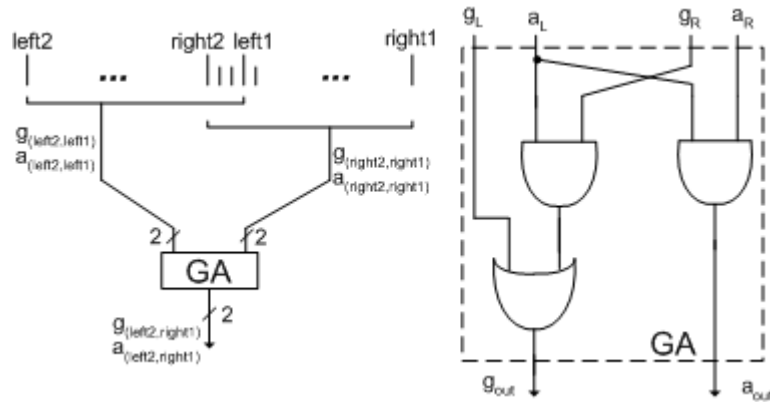 left2 right2 left1 right1
...
...
g(left2,left1)
a(left2,left1)
g(right2,right1)
a(right2,right1)
2 2
GA
2
g(left2,right1)
a(left2,right1)
gL aL gR aR
GA
gout aout